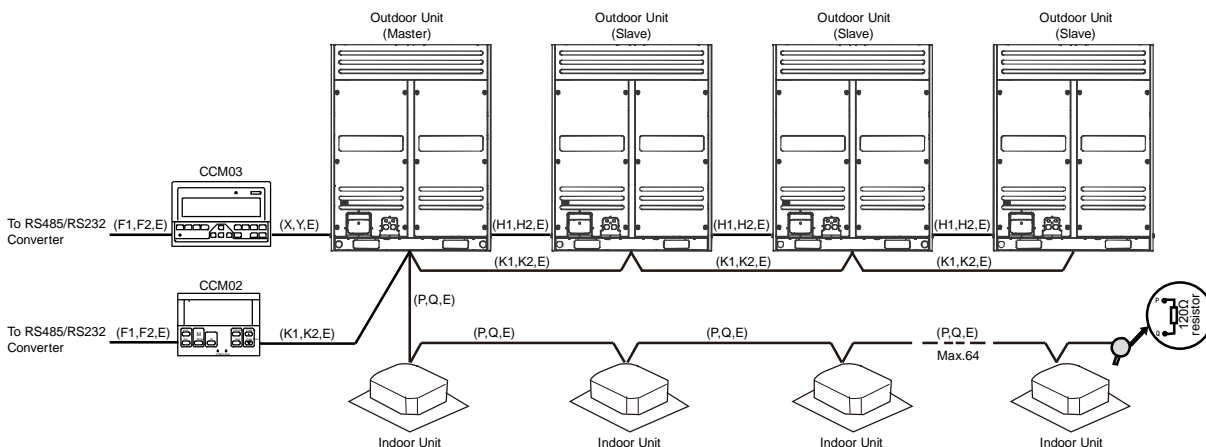 Outdoor Unit
(Master)
Outdoor Unit
(Slave)
Outdoor Unit
(Slave)
Outdoor Unit
(Slave)
CCM03
To RS485/RS232
Converter
(F1,F2,E)
(X,Y,E)
(H1,H2,E)
(H1,H2,E)
(H1,H2,E)
(K1,K2,E)
(K1,K2,E)
(K1,K2,E)
CCM02
To RS485/RS232
Converter
(F1,F2,E)
(K1,K2,E)
(P,Q,E)
(P,Q,E)
(P,Q,E)
(P,Q,E)
Max.64
P
Q
120Ω
resistor
Indoor Unit
Indoor Unit
Indoor Unit
Indoor Unit